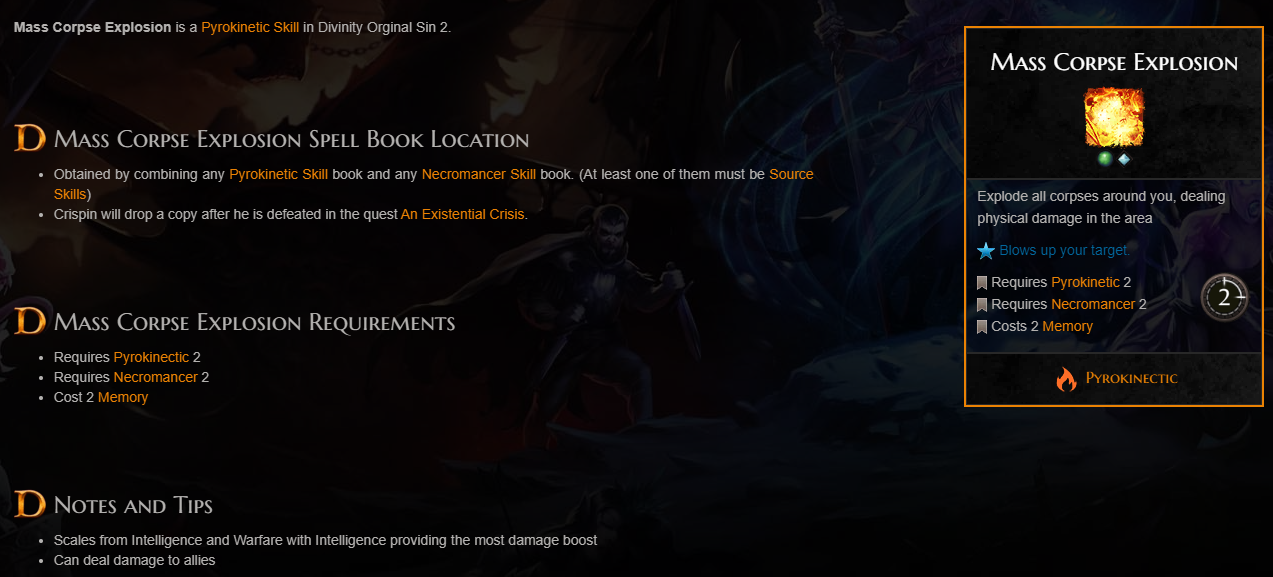 Mass Corpse Explosion is a Pyrokinetic Skill in Divinity Orginal Sin 2.
D Mass Corpse Explosion Spell Book Location
• Obtained by combining any Pyrokinetic Skill book and any Necromancer Skill book. (At least one of them must be Source
Skills)
• Crispin will drop a copy after he is defeated in the quest An Existential Crisis.
D Mass Corpse Explosion Requirements
• Requires Pyrokinectic 2
• Requires Necromancer 2
• Cost 2 Memory
D Notes and Tips
• Scales from Intelligence and Warfare with Intelligence providing the most damage boost
• Can deal damage to allies
Mass Corpse Explosion
Explode all corpses around you, dealing
physical damage in the area
Blows up your target.
Requires Pyrokinectic 2
Requires Necromancer 2
Costs 2 Memory
2
Pyrokinectic